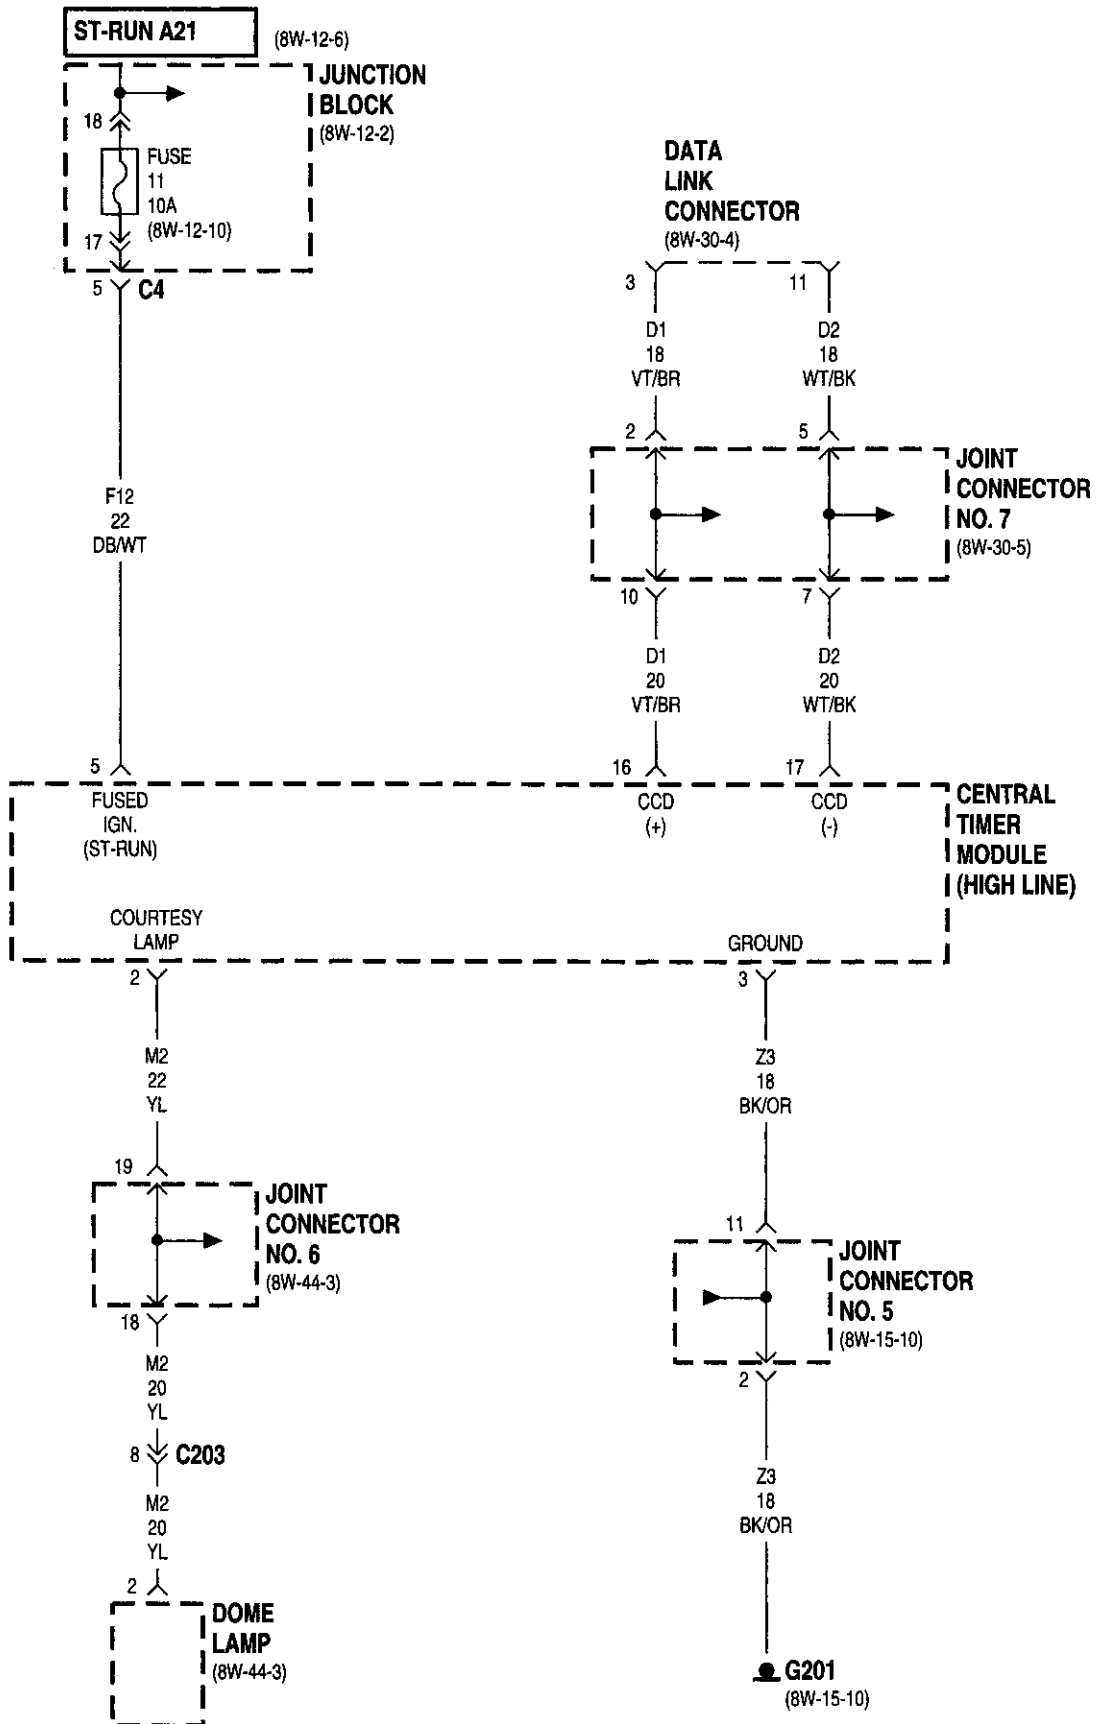 ST-RUN A21
(8W-12-6)
JUNCTION
BLOCK
(8W-12-2)
18
FUSE
11
10A
(8W-12-10)
17
5
C4
DATA
LINK
CONNECTOR
(8W-30-4)
3
11
D1
18
VT/BR
D2
18
WT/BK
2
5
JOINT
CONNECTOR
NO. 7
(8W-30-5)
10
7
F12
22
DB/WT
D1
20
VT/BR
D2
20
WT/BK
5
16
17
FUSED
IGN.
(ST-RUN)
CCD
(+)
CCD
(-)
CENTRAL
TIMER
MODULE
(HIGH LINE)
COURTESY
LAMP
GROUND
2
3
M2
22
YL
Z3
18
BK/OR
19
JOINT
CONNECTOR
NO. 6
(8W-44-3)
18
11
JOINT
CONNECTOR
NO. 5
(8W-15-10)
2
M2
20
YL
8
C203
M2
20
YL
Z3
18
BK/OR
2
DOME
LAMP
(8W-44-3)
G201
(8W-15-10)